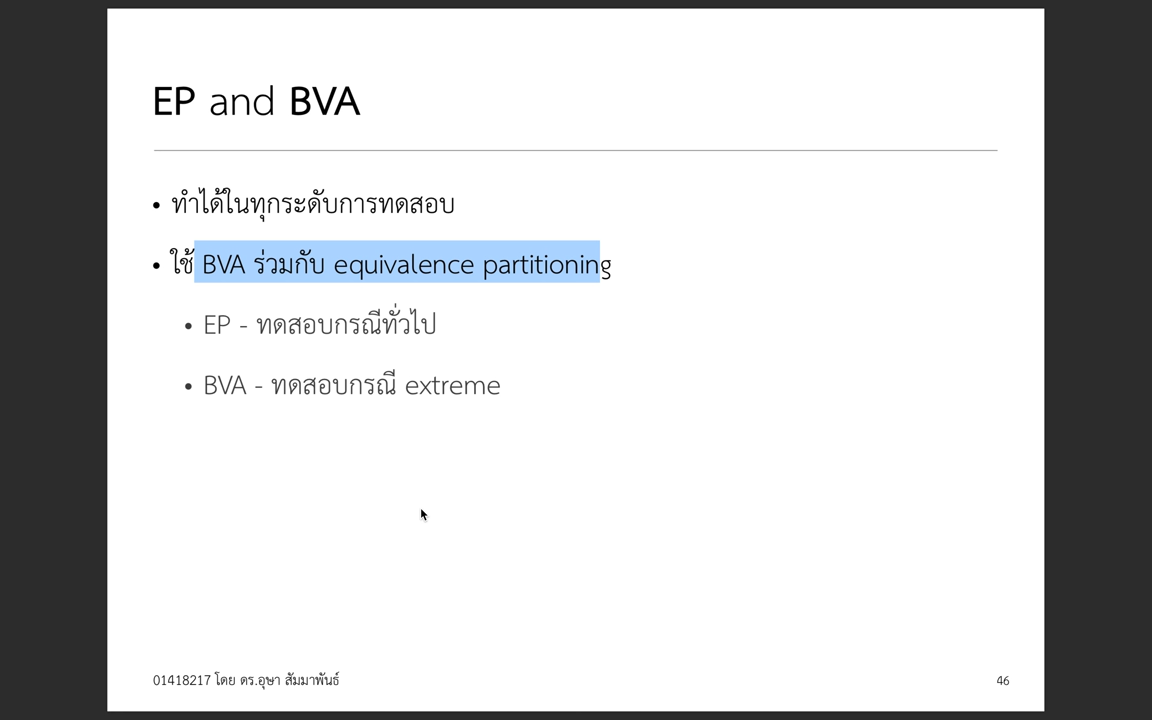 EP and BVA
• ทำได้ในทุกระดับการทดสอบ
• ใช้ BVA ร่วมกับ equivalence partitioning
• EP - ทดสอบกรณีทั่วไป
• BVA - ทดสอบกรณี extreme
01418217 โดย ดร.อุษา สัมมาพันธ์
46